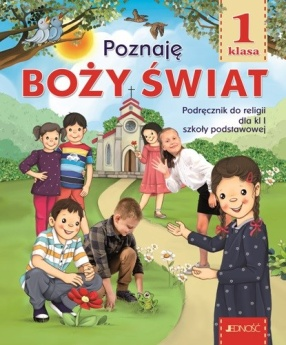 1
klasa
Poznaję
BOŻY ŚWIAT
Podręcznik do religii
dla kl I
szkoły podstawowej
JEDNOŚĆ